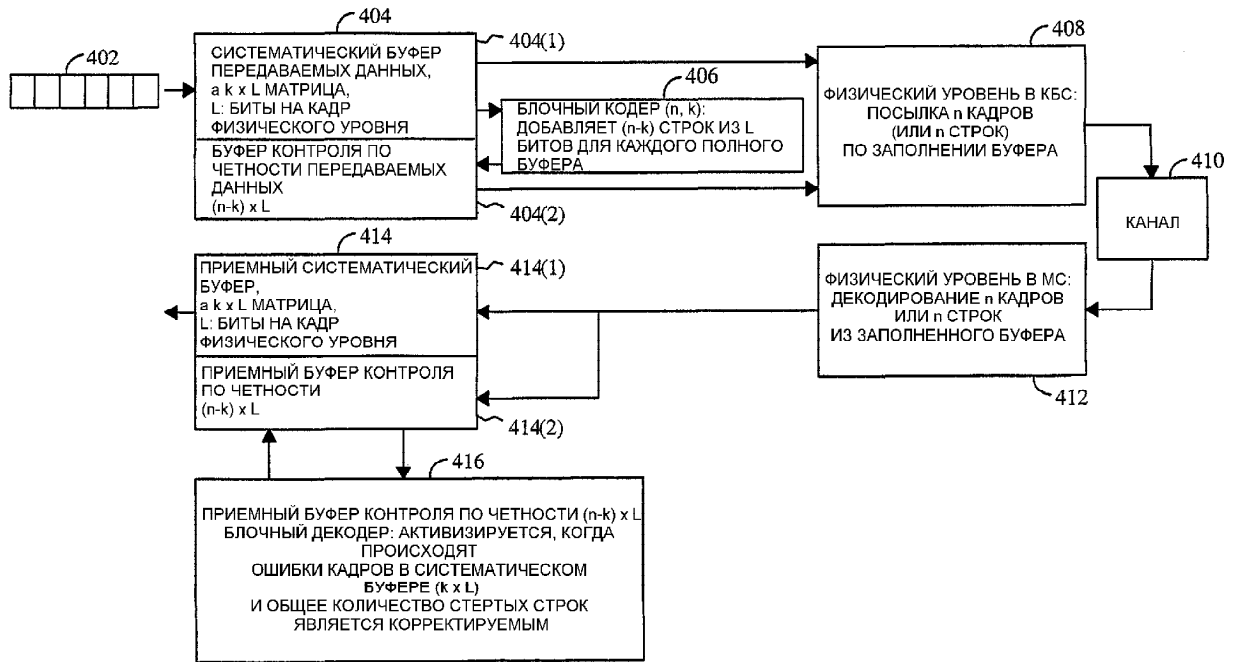 402
404
404(1)
СИСТЕМАТИЧЕСКИЙ БУФЕР
ПЕРЕДАВАЕМЫХ ДАННЫХ,
a k x L МАТРИЦА,
L: БИТЫ НА КАДР
ФИЗИЧЕСКОГО УРОВНЯ
БУФЕР КОНТРОЛЯ ПО
ЧЕТНОСТИ ПЕРЕДАВАЕМЫХ
ДАННЫХ
(n-k) x L
404(2)
406
БЛОЧНЫЙ КОДЕР (n, k):
ДОБАВЛЯЕТ (n-k) СТРОК ИЗ L
БИТОВ ДЛЯ КАЖДОГО ПОЛНОГО
БУФЕРА
408
ФИЗИЧЕСКИЙ УРОВЕНЬ В КБС:
ПОСЫЛКА n КАДРОВ
(ИЛИ n СТРОК)
ПО ЗАПОЛНЕНИИ БУФЕРА
410
КАНАЛ
ФИЗИЧЕСКИЙ УРОВЕНЬ В МС:
ДЕКОДИРОВАНИЕ n КАДРОВ
ИЛИ n СТРОК
ИЗ ЗАПОЛНЕННОГО БУФЕРА
412
414
414(1)
ПРИЕМНЫЙ СИСТЕМАТИЧЕСКИЙ
БУФЕР,
a k x L МАТРИЦА,
L: БИТЫ НА КАДР
ФИЗИЧЕСКОГО УРОВНЯ
ПРИЕМНЫЙ БУФЕР КОНТРОЛЯ
ПО ЧЕТНОСТИ
(n-k) x L
414(2)
416
ПРИЕМНЫЙ БУФЕР КОНТРОЛЯ ПО ЧЕТНОСТИ (n-k) x L
БЛОЧНЫЙ ДЕКОДЕР: АКТИВИЗИРУЕТСЯ, КОГДА
ПРОИСХОДЯТ
ОШИБКИ КАДРОВ В СИСТЕМАТИЧЕСКОМ
БУФЕРЕ (k x L)
И ОБЩЕЕ КОЛИЧЕСТВО СТЕРТЫХ СТРОК
ЯВЛЯЕТСЯ КОРРЕКТИРУЕМЫМ